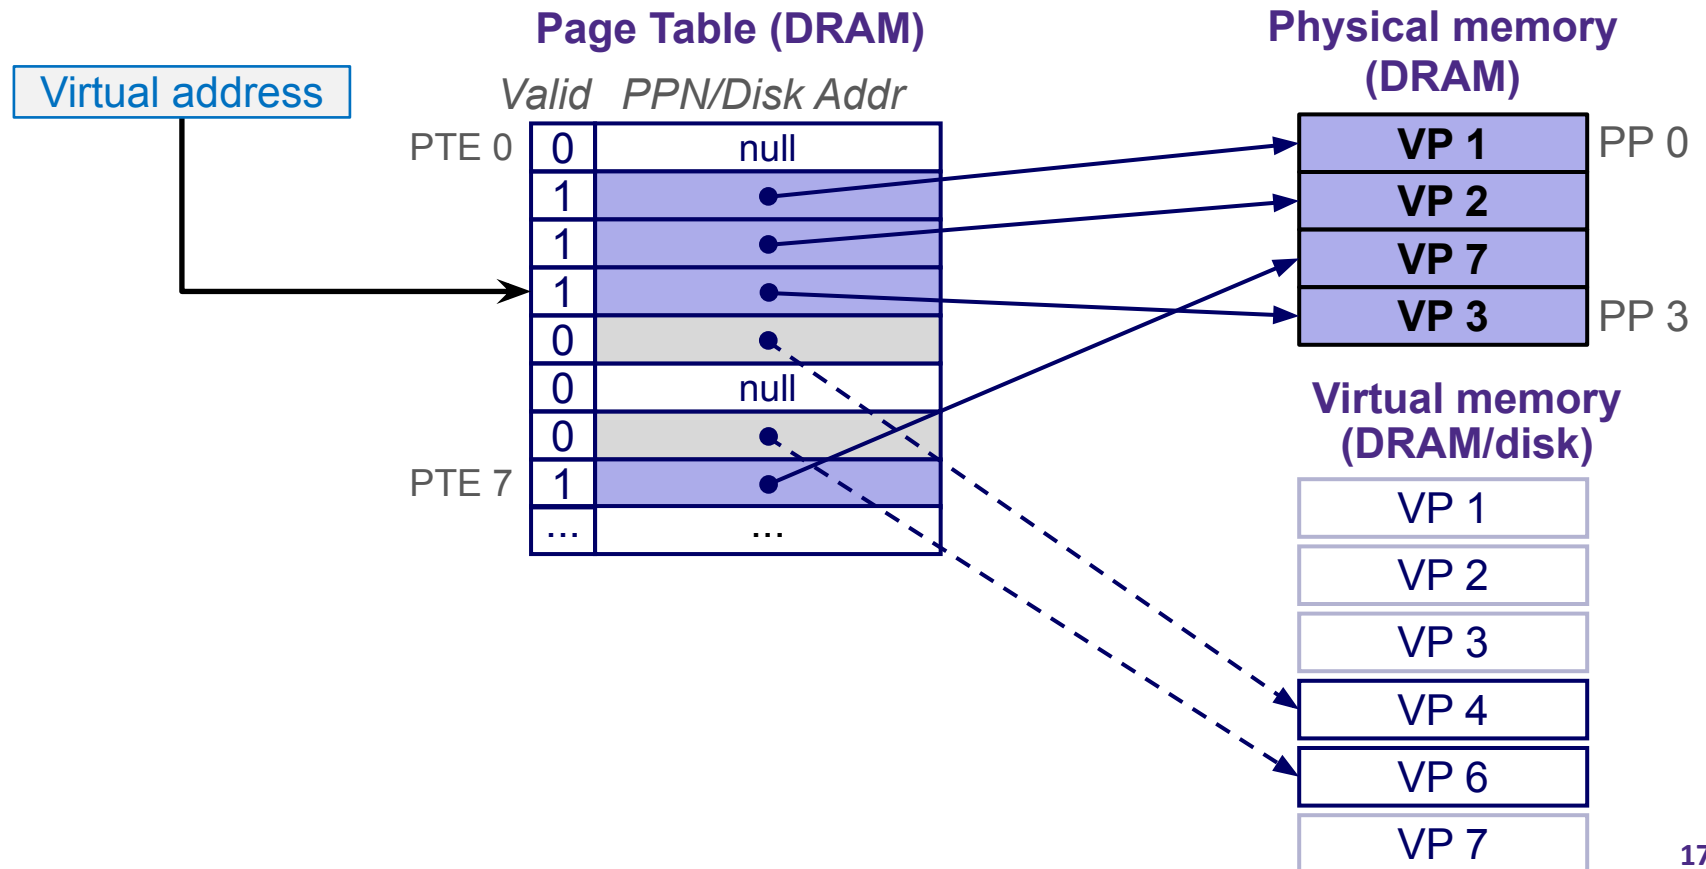 Page Table (DRAM)
Physical memory
(DRAM)
Virtual address
Valid PPN/Disk Addr
PTE 0 0 null
1
1
1
0
0 null
0
PTE 7 1
... ...
VP 1 PP 0
VP 2
VP 7
VP 3 PP 3
Virtual memory
(DRAM/disk)
VP 1
VP 2
VP 3
VP 4
VP 6
VP 7
17